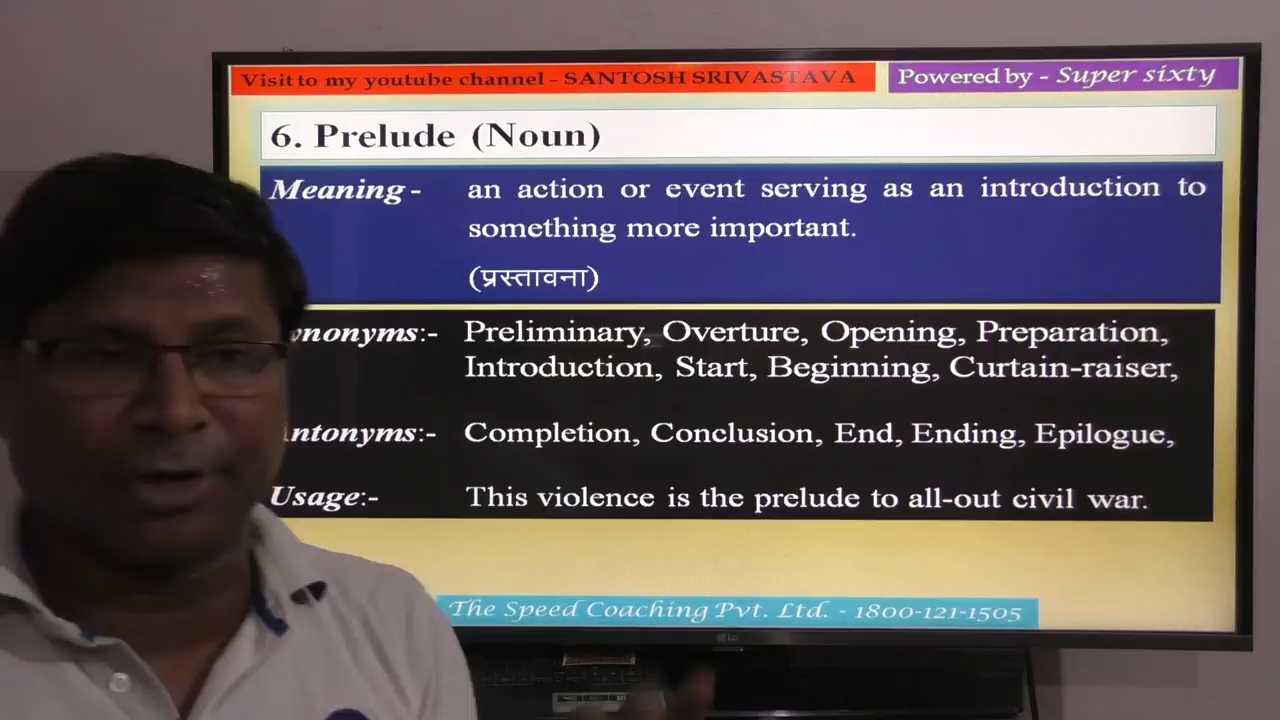 Visit to my youtube channel - SANTOSH SRIVASTAVA
Powered by - Super sixty
6. Prelude (Noun)
Meaning - an action or event serving as an introduction to
something more important.
(प्रस्तावना)
ynonyms:- Preliminary, Overture, Opening, Preparation,
Introduction, Start, Beginning, Curtain-raiser,
Antonyms:- Completion, Conclusion, End, Ending, Epilogue,
Usage:- This violence is the prelude to all-out civil war.
The Speed Coaching Pvt. Ltd. - 1800-121-1505
LG